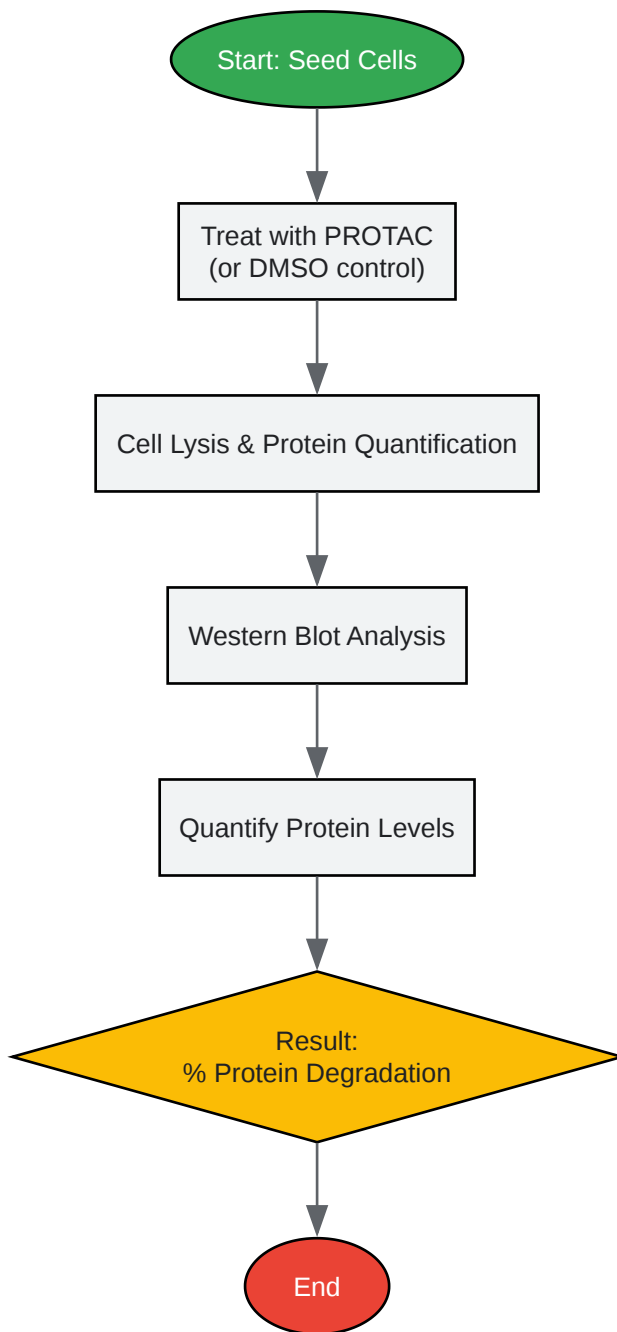 Start: Seed Cells
Treat with PROTAC
(or DMSO control)
Cell Lysis & Protein Quantification
Western Blot Analysis
Quantify Protein Levels
Result:
% Protein Degradation
End